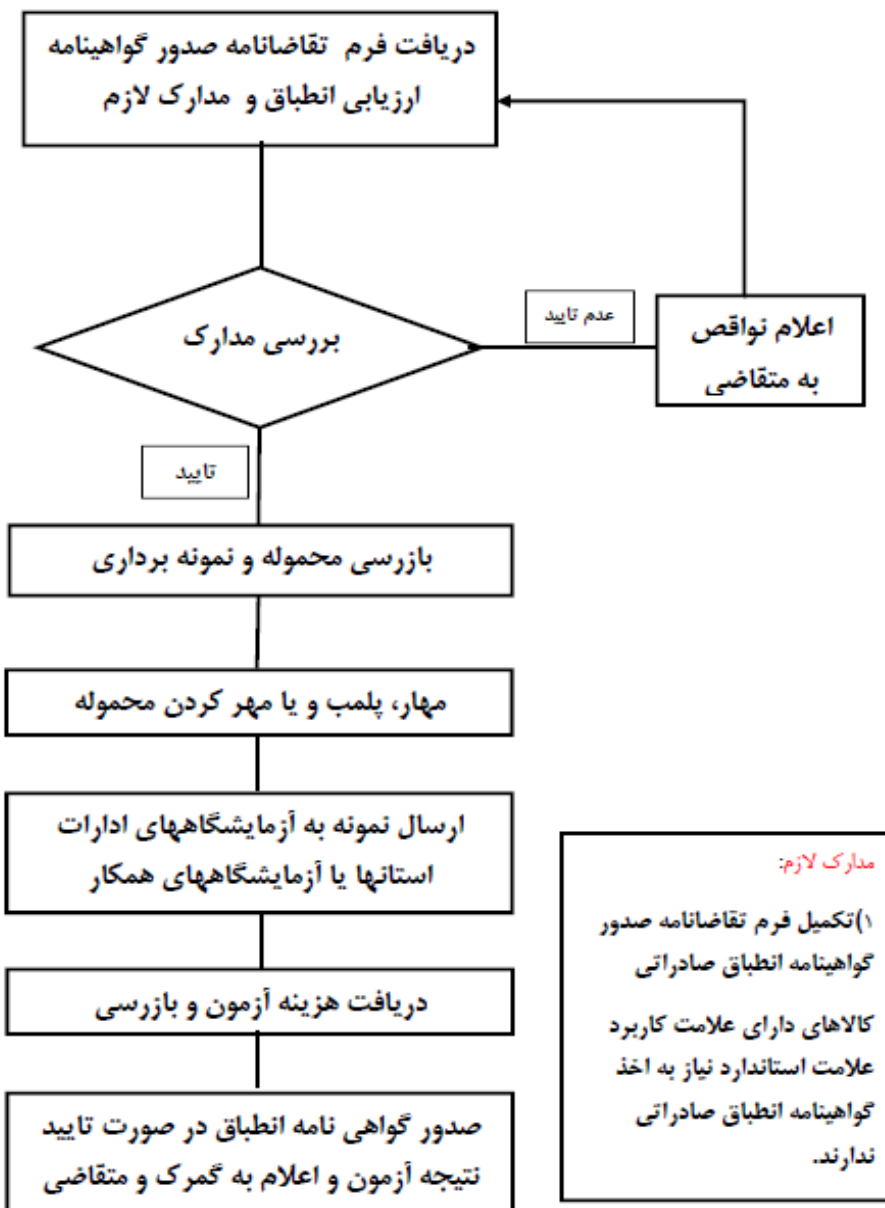 دریافت فرم تقاضانامه صدور گواهینامه
ارزیابی انطباق و مدارک لازم
بررسی مدارک
عدم تایید
اعلام نواقص
به متقاضی
تایید
بازرسی محموله و نمونه برداری
مهار، پلمب و یا مهر کردن محموله
ارسال نمونه به آزمایشگاههای ادارات
استانها یا آزمایشگاههای همکار
دریافت هزینه آزمون و بازرسی
صدور گواهی نامه انطباق در صورت تایید
نتیجه آزمون و اعلام به گمرک و متقاضی
مدارک لازم:
۱)تکمیل فرم تقاضانامه صدور
گواهینامه انطباق صادراتی
کالاهای دارای علامت کاربرد
علامت استاندارد نیاز به اخذ
گواهینامه انطباق صادراتی
ندارند.